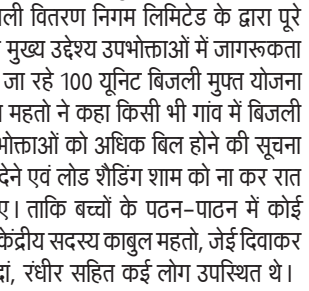 ली वितरण निगम लिमिटेड के द्वारा पूरे
मुख्य उद्देश्य उपभोक्ताओं में जागरूकता
जा रहे 100 यूनिट बिजली मुफ्त योजना
महतो ने कहा किसी भी गांव में बिजली
भोक्ताओं को अधिक बिल होने की सूचना
देने एवं लोड शैडिंग शाम को ना कर रात
ए। ताकि बच्चों के पठन-पाठन में कोई
केंद्रीय सदस्य काबुल महतो, जेई दिवाकर
दां, रंधीर सहित कई लोग उपस्थित थे।